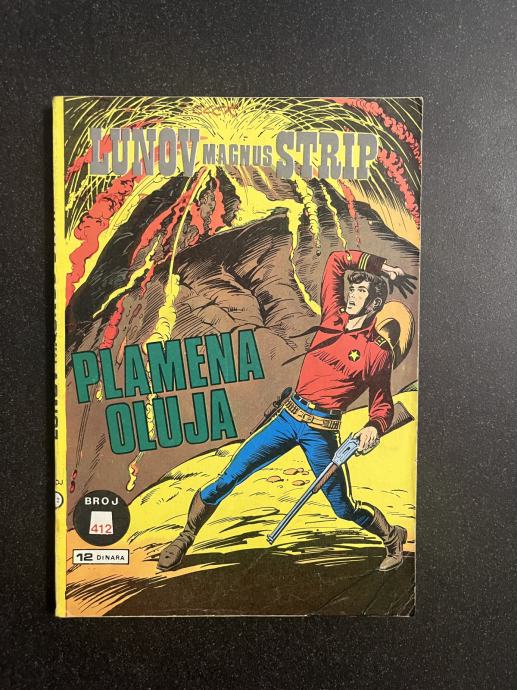 LUNOV MAGNUS STRIP
PLAMENA
OLUJA
BROJ
412
12 DINARA